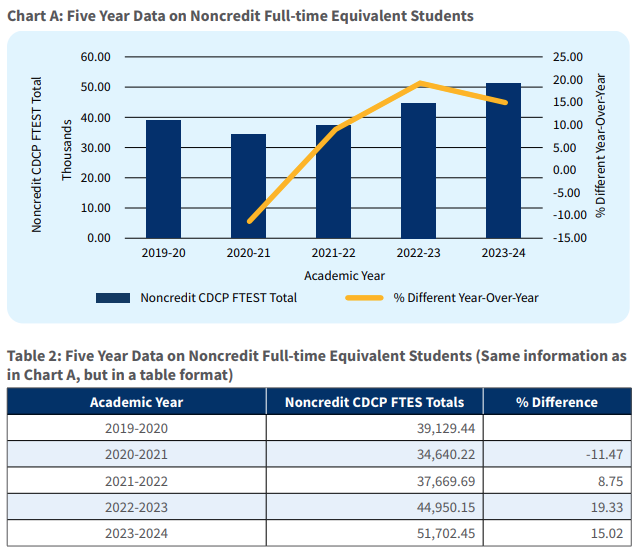 Chart A: Five Year Data on Noncredit Full-time Equivalent Students
60.00
50.00
40.00
30.00
20.00
10.00
0.00
Noncredit CDCP FTEST Total
Thousands
25.00
20.00
15.00
10.00
5.00
0.00
-5.00
-10.00
-15.00
% Different Year-Over-Year
2019-20 2020-21 2021-22 2022-23 2023-24
Academic Year
Noncredit CDCP FTEST Total % Different Year-Over-Year
Table 2: Five Year Data on Noncredit Full-time Equivalent Students (Same information as
in Chart A, but in a table format)
Academic Year Noncredit CDCP FTES Totals % Difference
2019-2020 39,129.44
2020-2021 34,640.22 -11.47
2021-2022 37,669.69 8.75
2022-2023 44,950.15 19.33
2023-2024 51,702.45 15.02